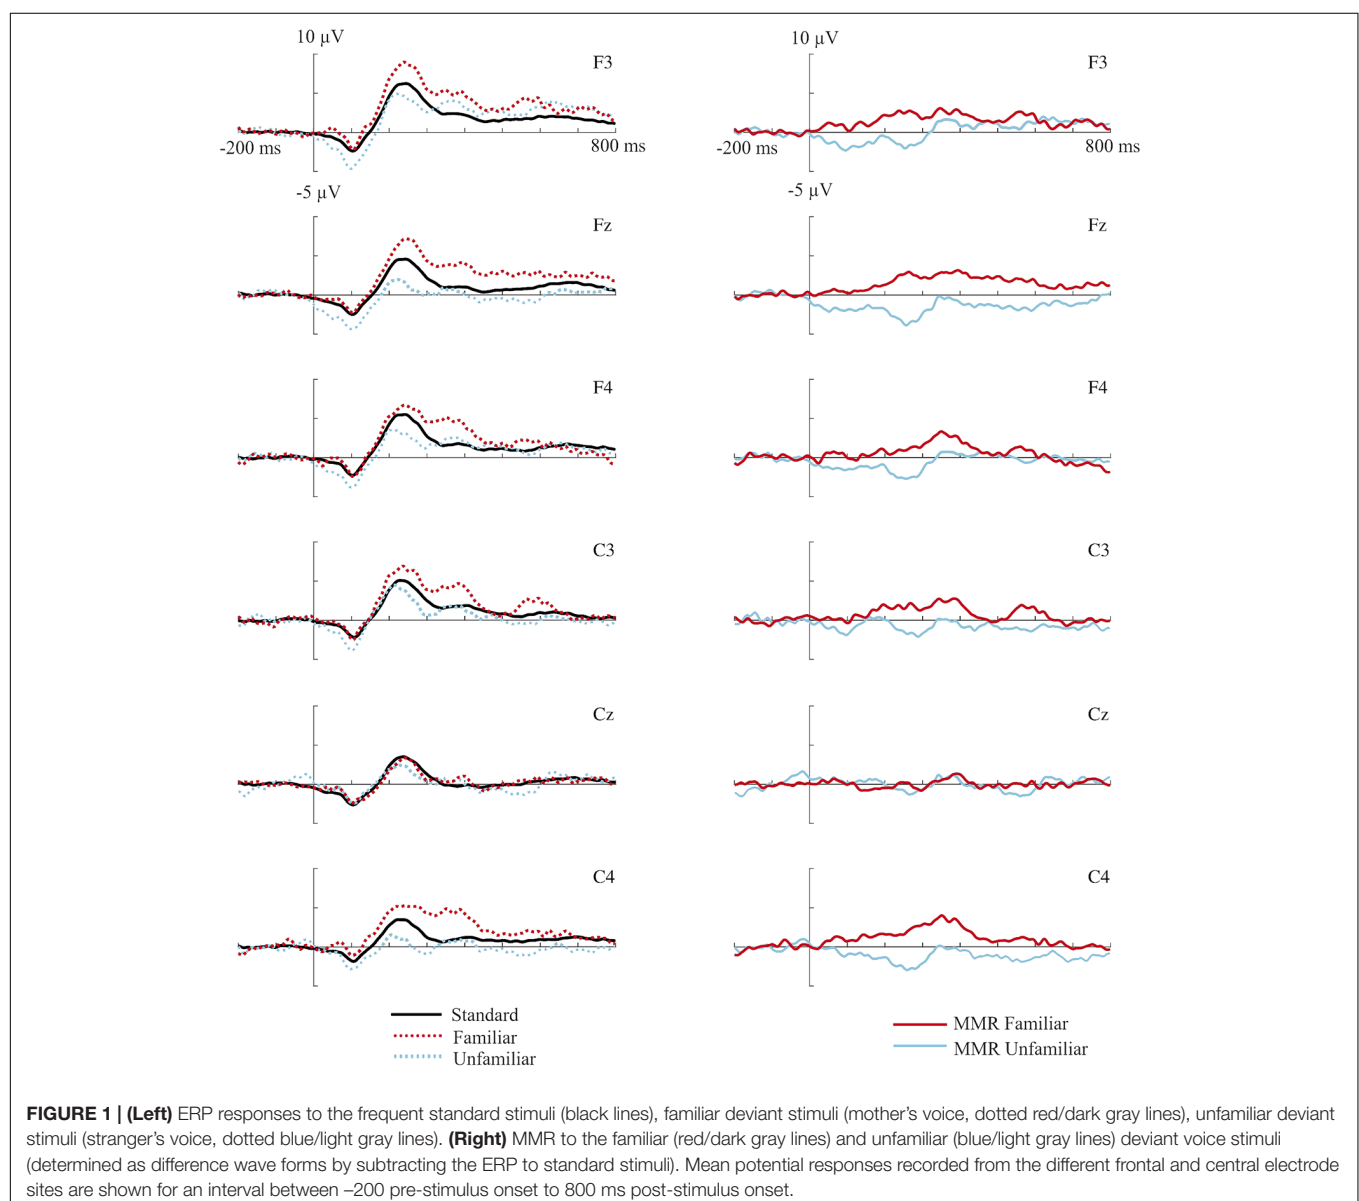 10 µV
F3
-200 ms
800 ms
-5 µV
Fz
F4
C3
Cz
C4
Standard
Familiar
Unfamiliar
10 µV
F3
-200 ms
800 ms
-5 µV
Fz
F4
C3
Cz
C4
MMR Familiar
MMR Unfamiliar
FIGURE 1 | (Left) ERP responses to the frequent standard stimuli (black lines), familiar deviant stimuli (mother's voice, dotted red/dark gray lines), unfamiliar deviant
stimuli (stranger's voice, dotted blue/light gray lines). (Right) MMR to the familiar (red/dark gray lines) and unfamiliar (blue/light gray lines) deviant voice stimuli
(determined as difference wave forms by subtracting the ERP to standard stimuli). Mean potential responses recorded from the different frontal and central electrode
sites are shown for an interval between –200 pre-stimulus onset to 800 ms post-stimulus onset.